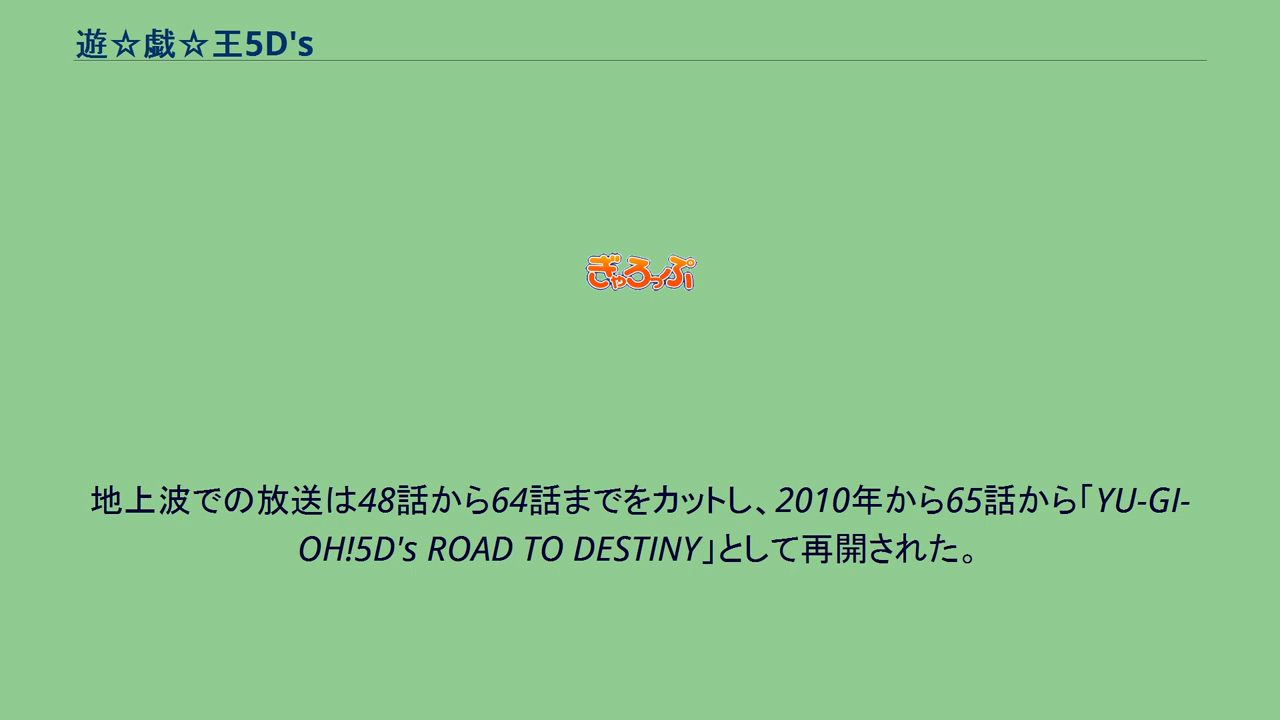 遊☆戯☆王5D's
ぎゃろっぷ
地上波での放送は48話から64話までをカットし、2010年から65話から「YU-GI-
OH!5D's ROAD TO DESTINY」として再開された。